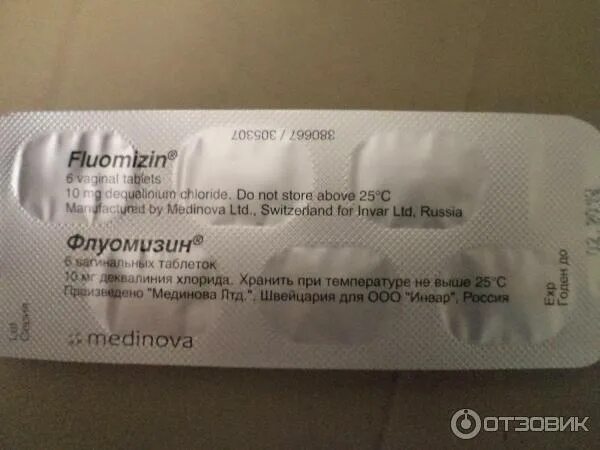 380667 / 305307
Fluomizin®
6 vaginal tablets
10 mg dequalinium chloride. Do not store above 25°C
Manufactured by Medinova Ltd., Switzerland for Invar Ltd, Russia
Флуомизин®
6 вагинальных таблеток
10 мг деквалиния хлорида. Хранить при температуре не выше 25°C
Произведено "Мединова Лтд.", Швейцария для ООО "Инвар", Россия
medinova
Lot
Серия
Exp
Годен до
ОТЗОВИК